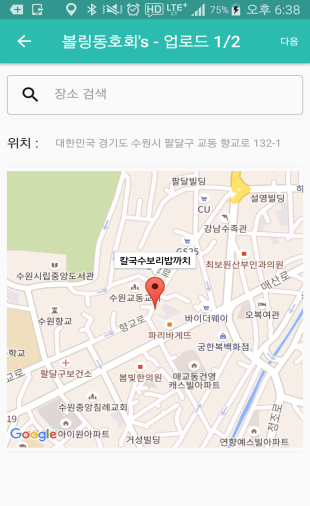 HD LTE 75% 오후 6:38
볼링동호회's - 업로드 1/2 다음
장소 검색
위치 : 대한민국 경기도 수원시 팔달구 교동 향교로 132-1
팔달빌딩
설영빌딩
CU
강남수족관
GS25
칼국수보리밥까치
최보원산부인과의원
수원시립중앙도서관
매산로
수원교동교
수원향교
향교로
바이더웨이
오복여관
파리바게뜨
궁한복백화점
학교
팔달구보건소
봄빛한의원
매교동건영
캐스빌아파트
수원중앙침례교회
19
정조로
Google
아이원아파트
거성빌딩
연향예스빌아파트